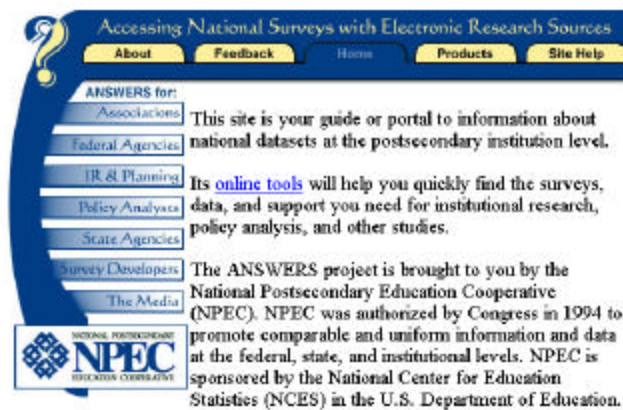 Accessing National Surveys with Electronic Research Sources
About Feedback Home Products Site Help
ANSWERS for:
Associations
Federal Agencies
IR & Planning
Policy Analysts
State Agencies
Survey Developers
The Media
NATIONAL POSTSECONDARY
NPEC
EDUCATION COOPERATIVE
This site is your guide or portal to information about
national datasets at the postsecondary institution level.
Its online tools will help you quickly find the surveys,
data, and support you need for institutional research,
policy analysis, and other studies.
The ANSWERS project is brought to you by the
National Postsecondary Education Cooperative
(NPEC). NPEC was authorized by Congress in 1994 to
promote comparable and uniform information and data
at the federal, state, and institutional levels. NPEC is
sponsored by the National Center for Education
Statistics (NCES) in the U.S. Department of Education.